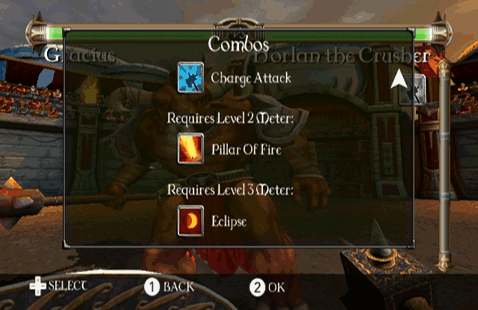 Combos
Gracius
Dorlan the Crusher
Charge Attack
Requires Level 2 Meter:
Pillar Of Fire
Requires Level 3 Meter:
Eclipse
SELECT
1 BACK
2 OK